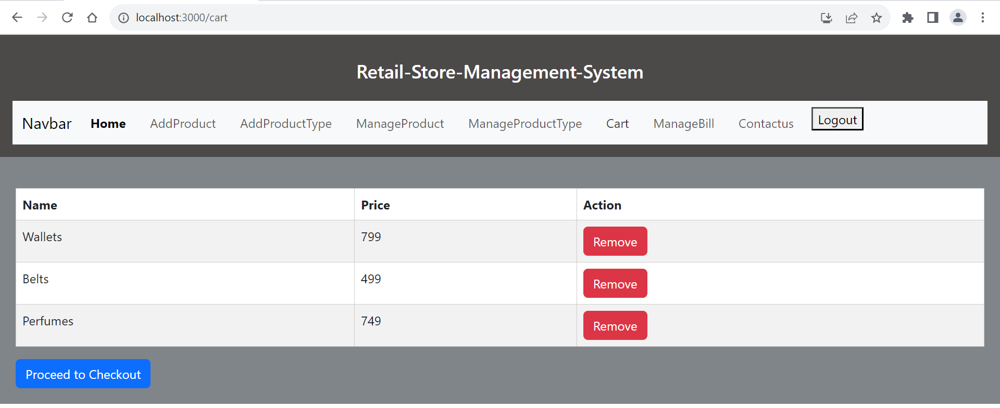 localhost:3000/cart
Retail-Store-Management-System
Navbar Home AddProduct AddProductType ManageProduct ManageProductType Cart ManageBill Contactus Logout
Name Price Action
Wallets 799 Remove
Belts 499 Remove
Perfumes 749 Remove
Proceed to Checkout